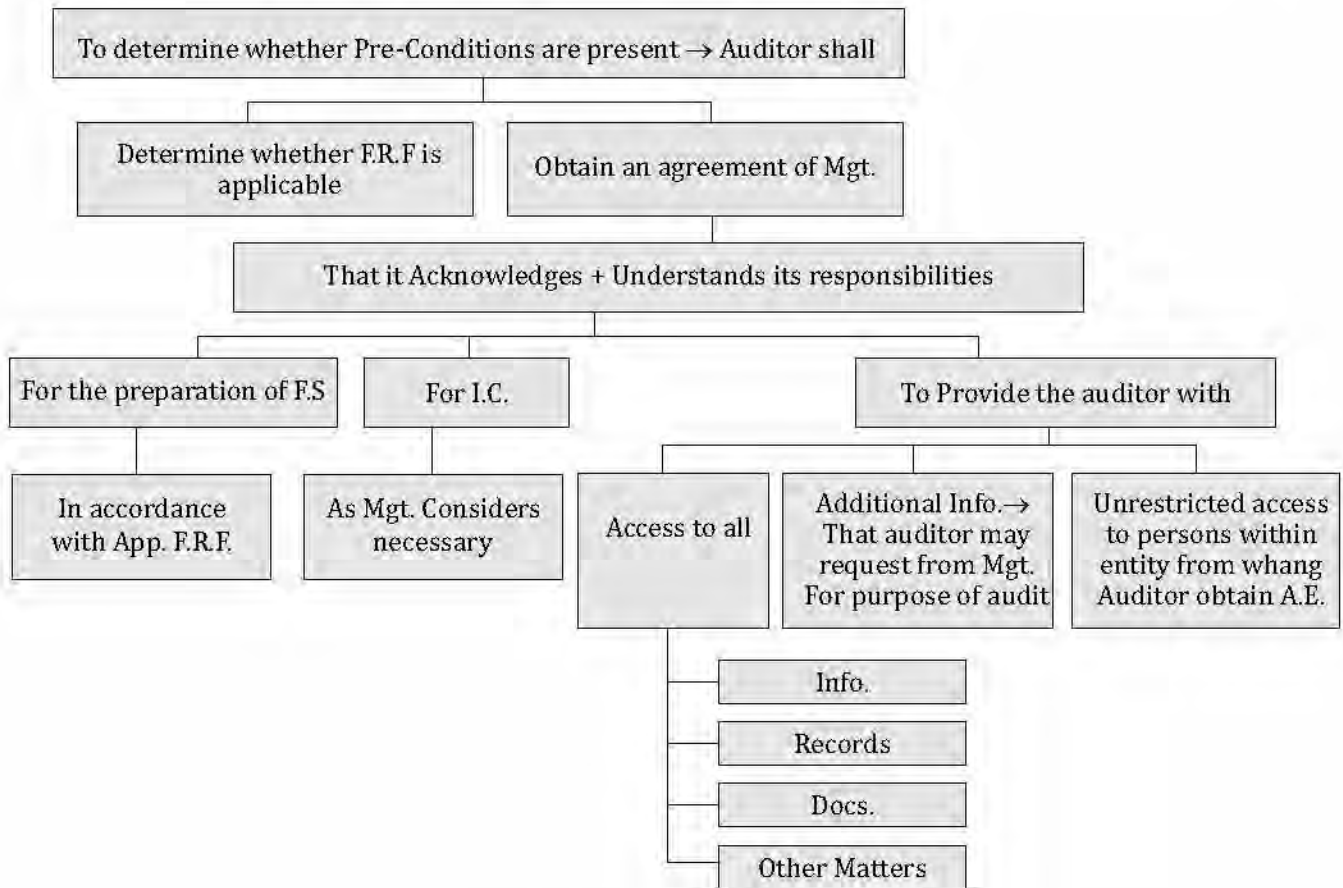 To determine whether Pre-Conditions are present → Auditor shall
Determine whether F.R.F is
applicable
Obtain an agreement of Mgt.
That it Acknowledges + Understands its responsibilities
For the preparation of F.S
For I.C.
To Provide the auditor with
In accordance
with App. F.R.F.
As Mgt. Considers
necessary
Access to all
Additional Info.→
That auditor may
request from Mgt.
For purpose of audit
Unrestricted access
to persons within
entity from whang
Auditor obtain A.E.
Info.
Records
Docs.
Other Matters